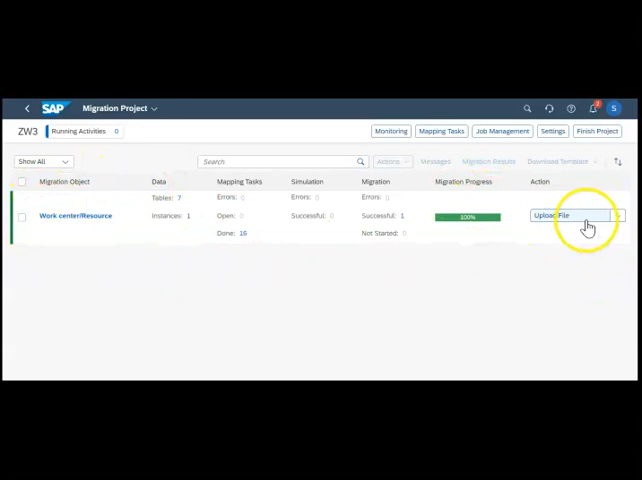 SAP Migration Project S
2
ZW3 Running Activities 0 Monitoring Mapping Tasks Job Management Settings Finish Project
Show All Search Actions Messages Migration Results Download Template
Migration Object Data Mapping Tasks Simulation Migration Migration Progress Action
Tables: 7 Errors: 0 Errors: 0 Errors: 0
Work center/Resource Instances: 1 Open: 0 Successful: 0 Successful: 1 100% Upload File
Done: 16 Not Started: 0